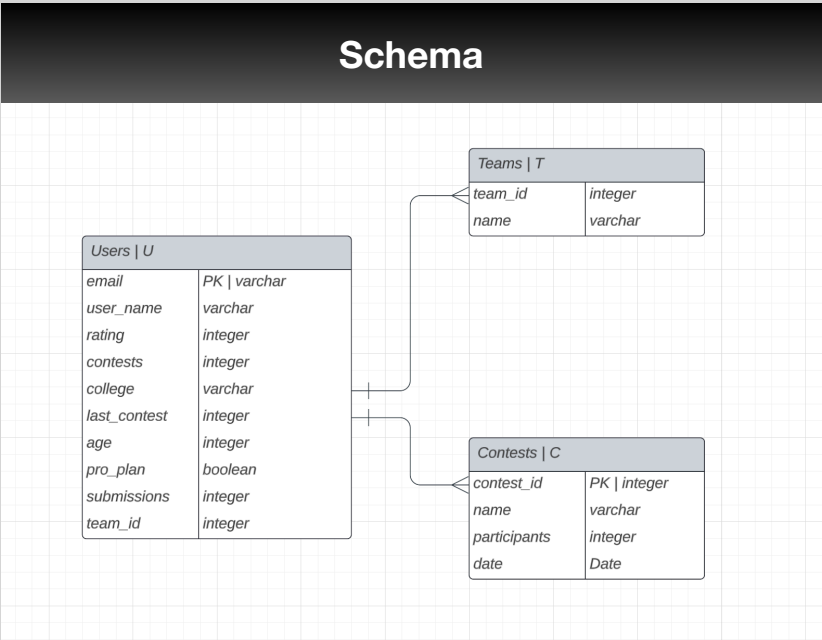 Schema
Teams | T
team_id integer
name varchar
Users | U
email PK | varchar
user_name varchar
rating integer
contests integer
college varchar
last_contest integer
age integer
pro_plan boolean
submissions integer
team_id integer
Contests | C
contest_id PK | integer
name varchar
participants integer
date Date